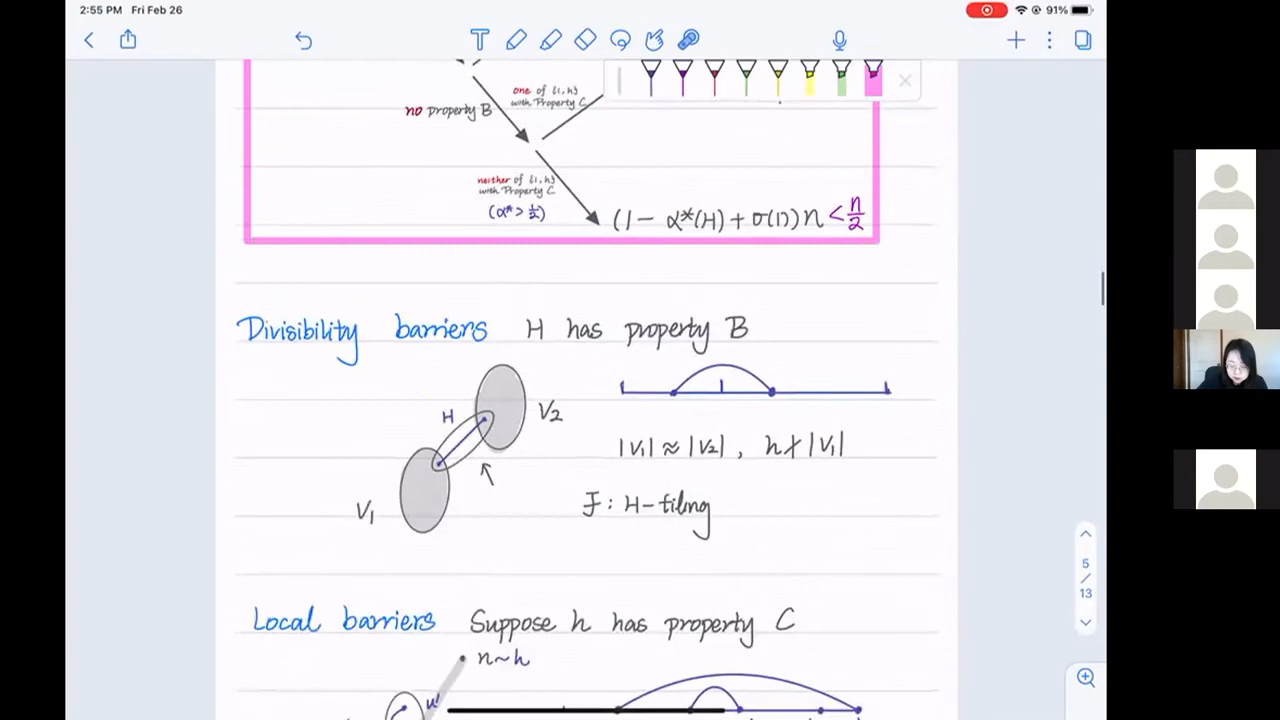 2:55 PM Fri Feb 26
91%
one of {1, h}
with Property C
no property B
neither of {1, h}
with Property C
(α* > 1/2)
(1 − α*(H) + o(1)) n < n/2
Divisibility barriers H has property B
H
V2
|V1| ≈ |V2| , h ∤ |V1|
V1
F : H-tiling
5
/
13
Local barriers Suppose h has property C
n~h